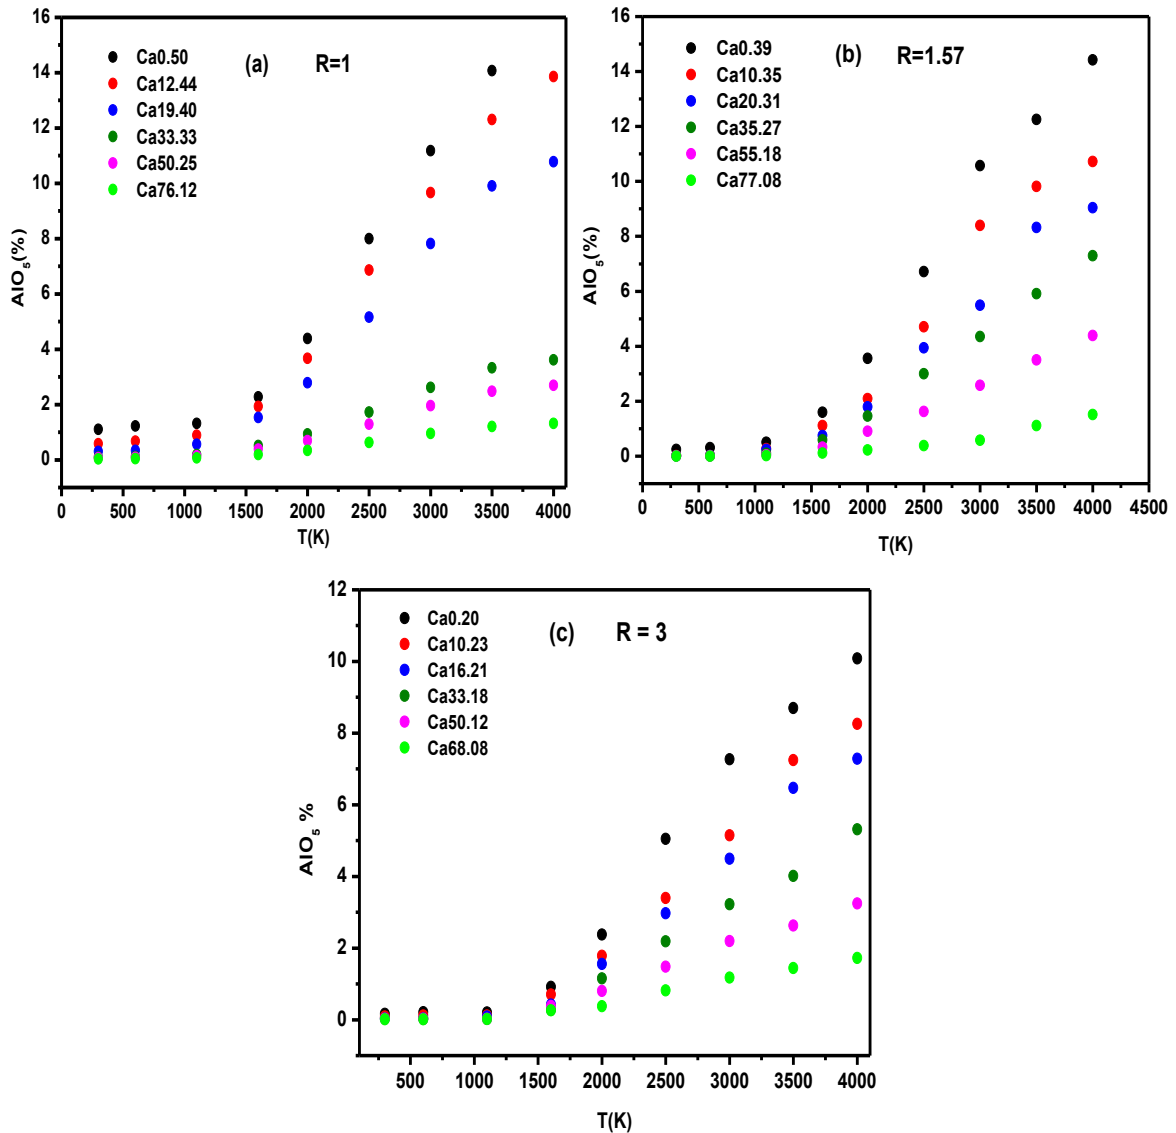 (a) R=1
Ca0.50
Ca12.44
Ca19.40
Ca33.33
Ca50.25
Ca76.12
16
14
12
10
8
6
4
2
0
AlO₅(%)
0 500 1000 1500 2000 2500 3000 3500 4000
T(K)
(b) R=1.57
Ca0.39
Ca10.35
Ca20.31
Ca35.27
Ca55.18
Ca77.08
16
14
12
10
8
6
4
2
0
AlO₅(%)
0 500 1000 1500 2000 2500 3000 3500 4000 4500
T(K)
(c) R = 3
Ca0.20
Ca10.23
Ca16.21
Ca33.18
Ca50.12
Ca68.08
12
10
8
6
4
2
0
AlO₅ %
500 1000 1500 2000 2500 3000 3500 4000
T(K)